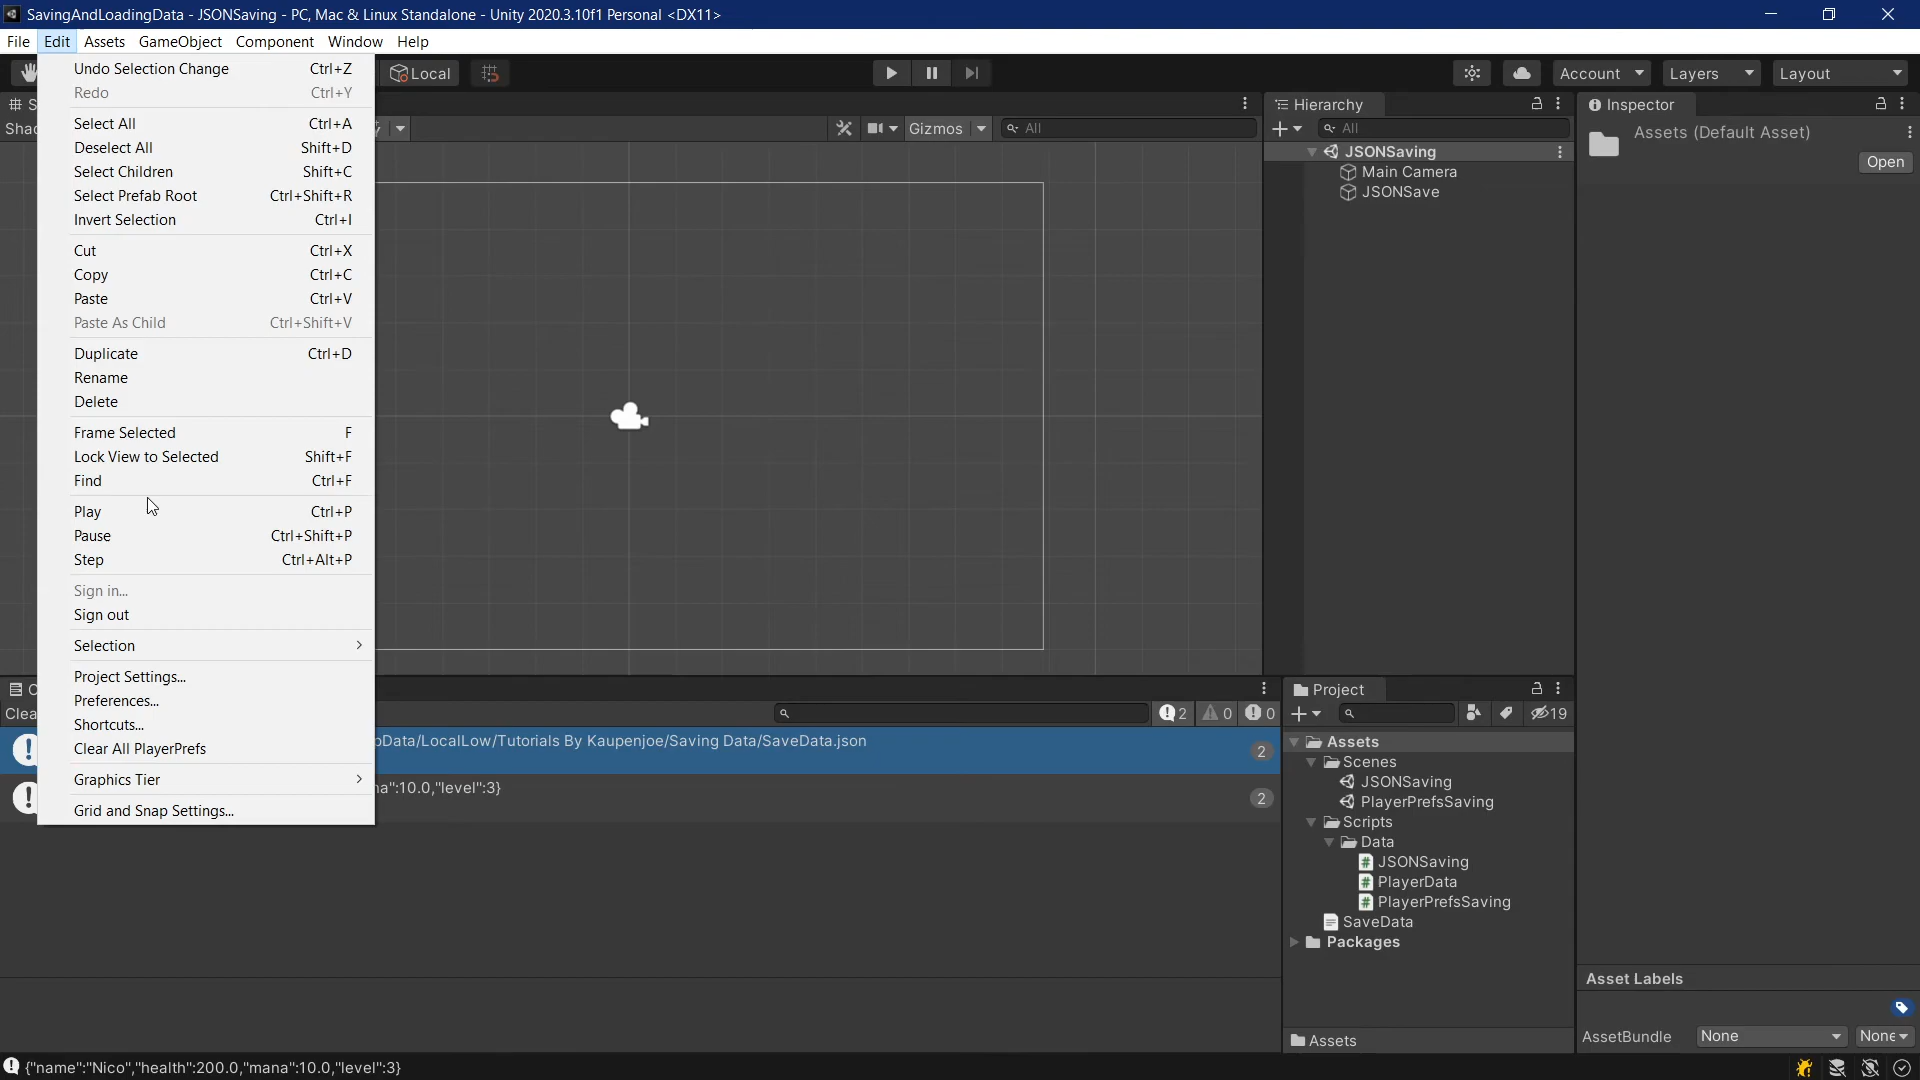 SavingAndLoadingData - JSONSaving - PC, Mac & Linux Standalone - Unity 2020.3.10f1 Personal <DX11>
File Edit Assets GameObject Component Window Help
Local
Account
Layers
Layout
Undo Selection Change Ctrl+Z
Redo Ctrl+Y
Select All Ctrl+A
Deselect All Shift+D
Select Children Shift+C
Select Prefab Root Ctrl+Shift+R
Invert Selection Ctrl+I
Cut Ctrl+X
Copy Ctrl+C
Paste Ctrl+V
Paste As Child Ctrl+Shift+V
Duplicate Ctrl+D
Rename
Delete
Frame Selected F
Lock View to Selected Shift+F
Find Ctrl+F
Play Ctrl+P
Pause Ctrl+Shift+P
Step Ctrl+Alt+P
Sign in...
Sign out
Selection
Project Settings...
Preferences...
Shortcuts...
Clear All PlayerPrefs
Graphics Tier
Grid and Snap Settings...
S
Shad
Gizmos
All
Hierarchy
All
JSONSaving
Main Camera
JSONSave
Inspector
Assets (Default Asset)
Open
C
Clea
2 0 0
pData/LocalLow/Tutorials By Kaupenjoe/Saving Data/SaveData.json
2
na":10.0,"level":3}
2
Project
19
Assets
Scenes
JSONSaving
PlayerPrefsSaving
Scripts
Data
JSONSaving
PlayerData
PlayerPrefsSaving
SaveData
Packages
Assets
Asset Labels
AssetBundle None None
{"name":"Nico","health":200.0,"mana":10.0,"level":3}